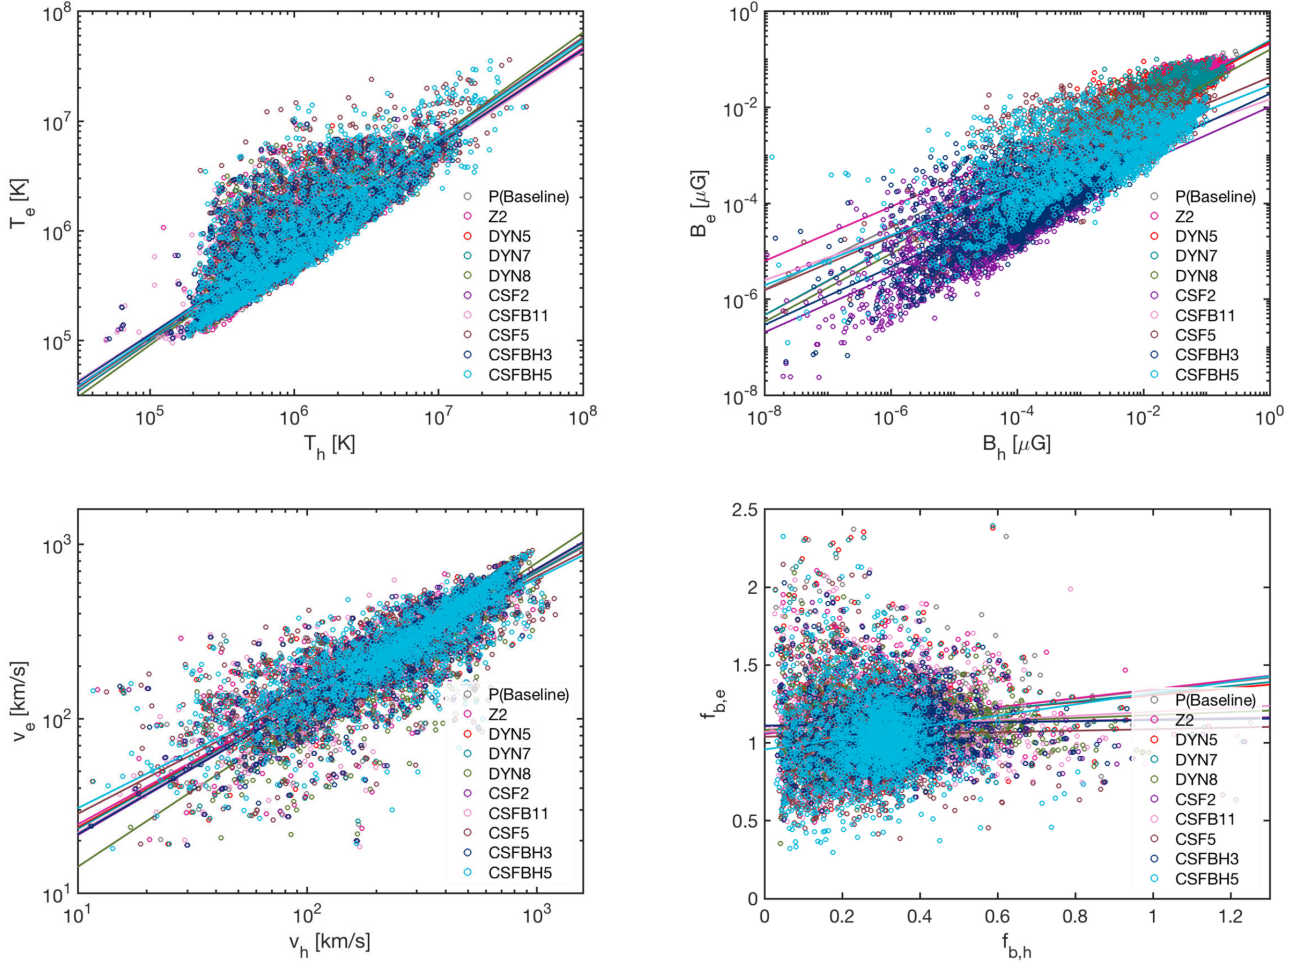 10^8
10^7
10^6
10^5
T_e [K]
10^5
10^6
10^7
10^8
T_h [K]
P(Baseline)
Z2
DYN5
DYN7
DYN8
CSF2
CSFB11
CSF5
CSFBH3
CSFBH5
10^0
10^-2
10^-4
10^-6
10^-8
B_e [μG]
10^-8
10^-6
10^-4
10^-2
10^0
B_h [μG]
P(Baseline)
Z2
DYN5
DYN7
DYN8
CSF2
CSFB11
CSF5
CSFBH3
CSFBH5
10^3
10^2
10^1
v_e [km/s]
10^1
10^2
10^3
v_h [km/s]
P(Baseline)
Z2
DYN5
DYN7
DYN8
CSF2
CSFB11
CSF5
CSFBH3
CSFBH5
2.5
2
1.5
1
0.5
0
f_b,e
0
0.2
0.4
0.6
0.8
1
1.2
f_b,h
P(Baseline)
Z2
DYN5
DYN7
DYN8
CSF2
CSFB11
CSF5
CSFBH3
CSFBH5